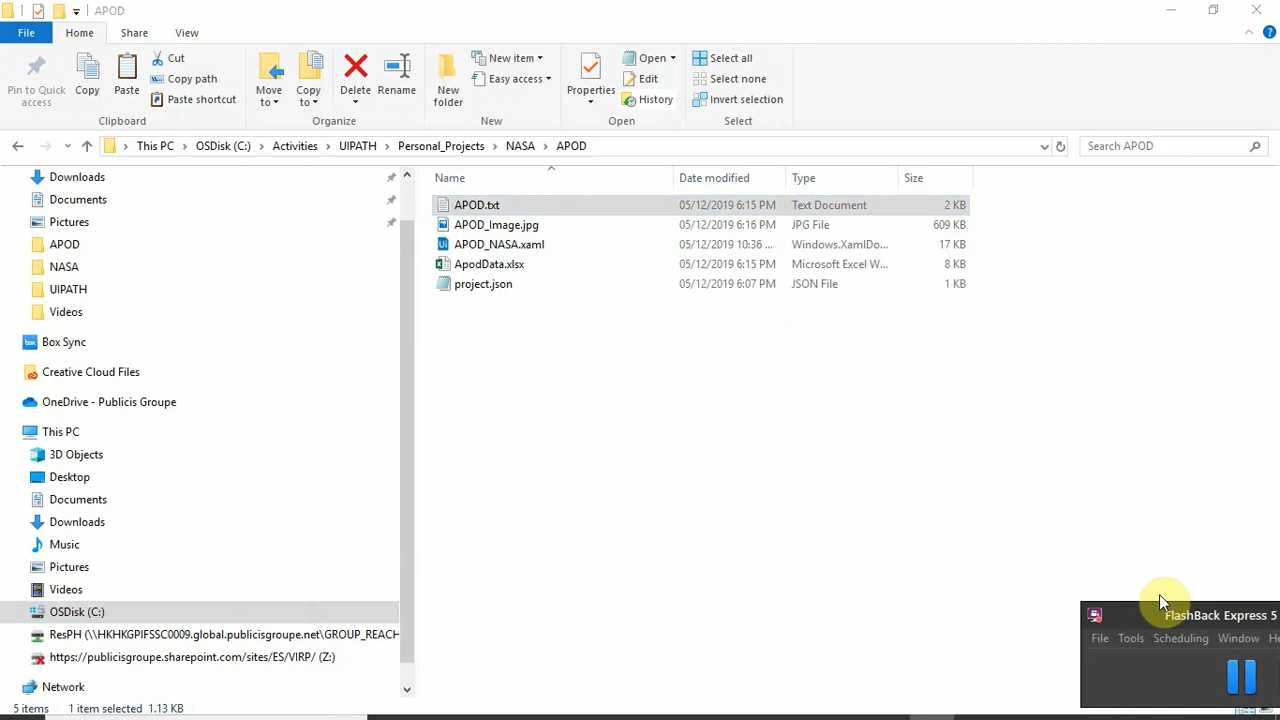 APOD
File Home Share View
Pin to Quick access
Copy
Paste
Cut
Copy path
Paste shortcut
Clipboard
Move to
Copy to
Delete
Rename
Organize
New folder
New item
Easy access
New
Properties
Open
Edit
History
Open
Select all
Select none
Invert selection
Select
This PC OSDisk (C:) Activities UIPATH Personal_Projects NASA APOD
Search APOD
Downloads
Documents
Pictures
APOD
NASA
UIPATH
Videos
Box Sync
Creative Cloud Files
OneDrive - Publicis Groupe
This PC
3D Objects
Desktop
Documents
Downloads
Music
Pictures
Videos
OSDisk (C:)
ResPH (\\HKHKGPIFSSC0009.global.publicisgroupe.net\GROUP_REACH
https://publicisgroupe.sharepoint.com/sites/ES/VIRP/ (Z:)
Network
Name Date modified Type Size
APOD.txt 05/12/2019 6:15 PM Text Document 2 KB
APOD_Image.jpg 05/12/2019 6:16 PM JPG File 609 KB
APOD_NASA.xaml 05/12/2019 10:36 ... Windows.XamlDo... 17 KB
ApodData.xlsx 05/12/2019 6:15 PM Microsoft Excel W... 8 KB
project.json 05/12/2019 6:07 PM JSON File 1 KB
FlashBack Express 5
File Tools Scheduling Window He
5 items 1 item selected 1.13 KB